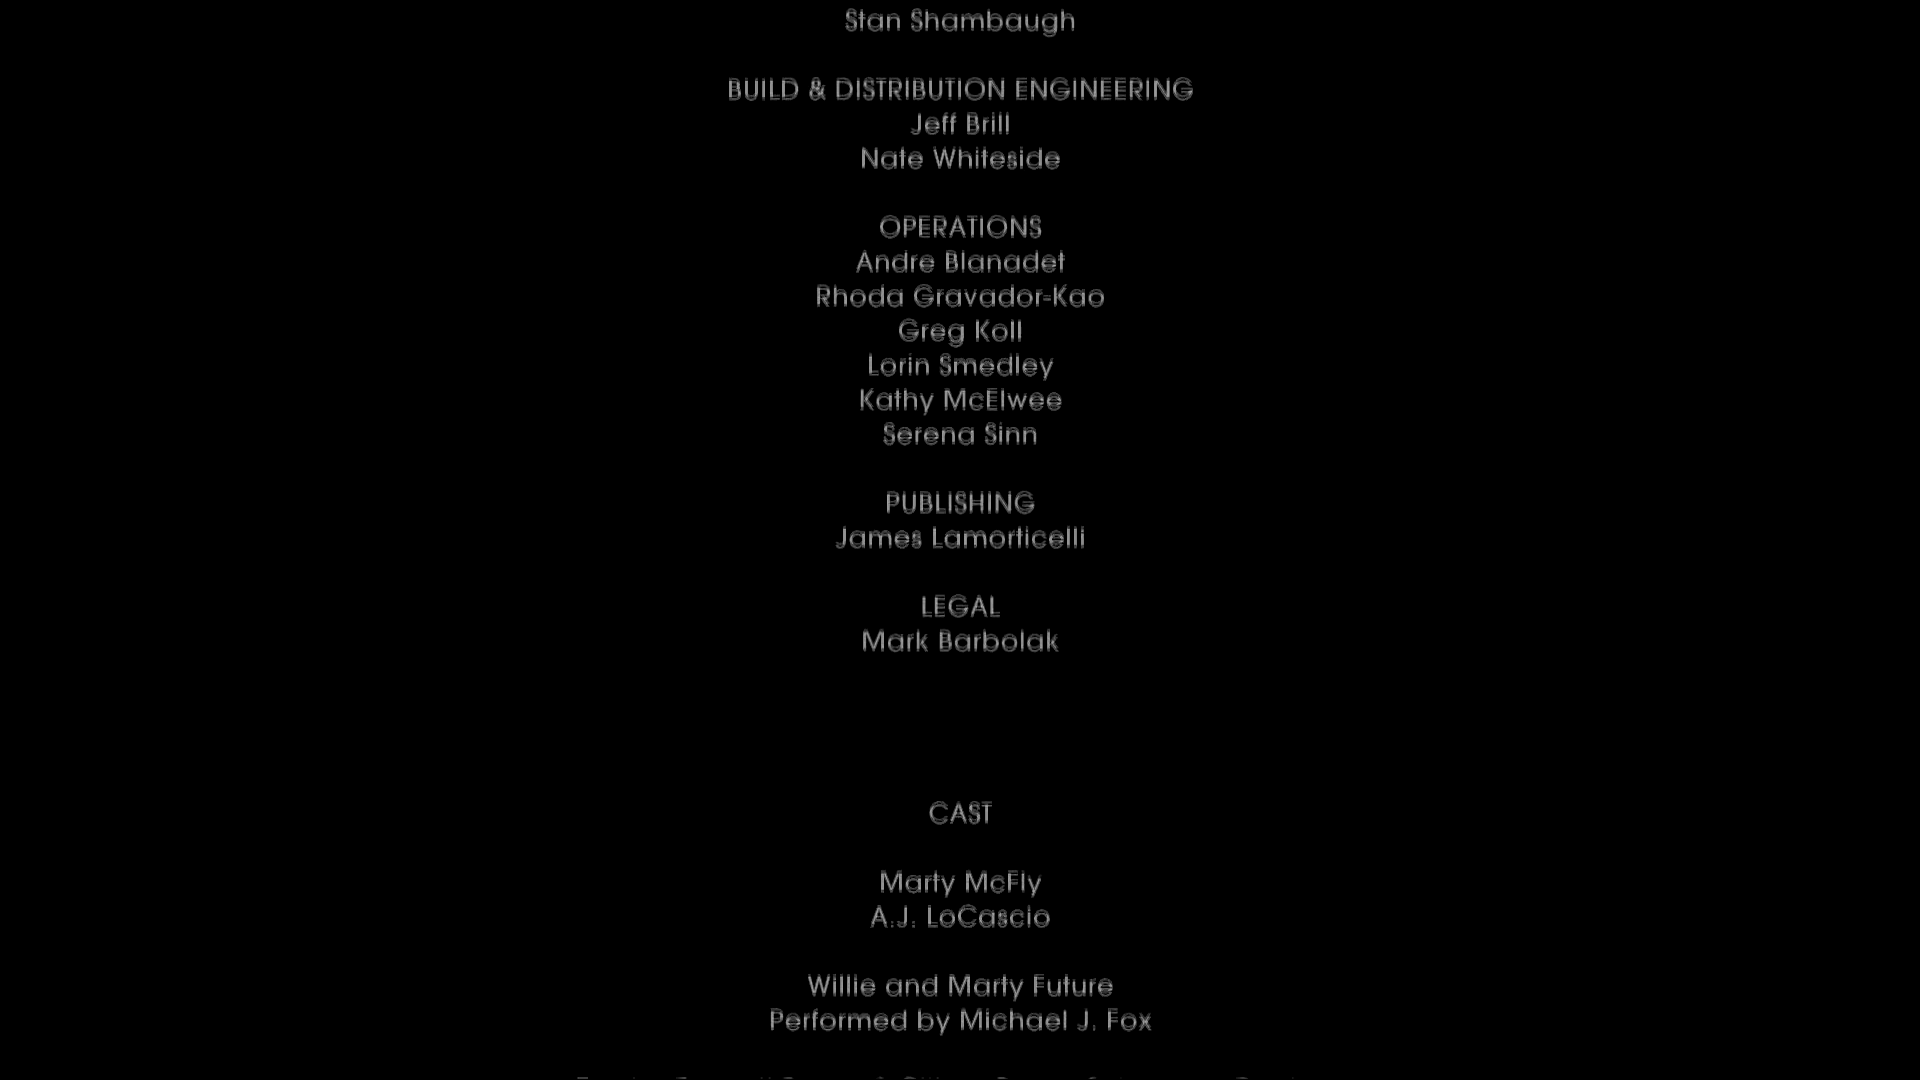 Stan Shambaugh
BUILD & DISTRIBUTION ENGINEERING
Jeff Brill
Nate Whiteside
OPERATIONS
Andre Blanadet
Rhoda Gravador-Kao
Greg Koll
Lorin Smedley
Kathy McElwee
Serena Sinn
PUBLISHING
James Lamorticelli
LEGAL
Mark Barbolak
CAST
Marty McFly
A.J. LoCascio
Willie and Marty Future
Performed by Michael J. Fox